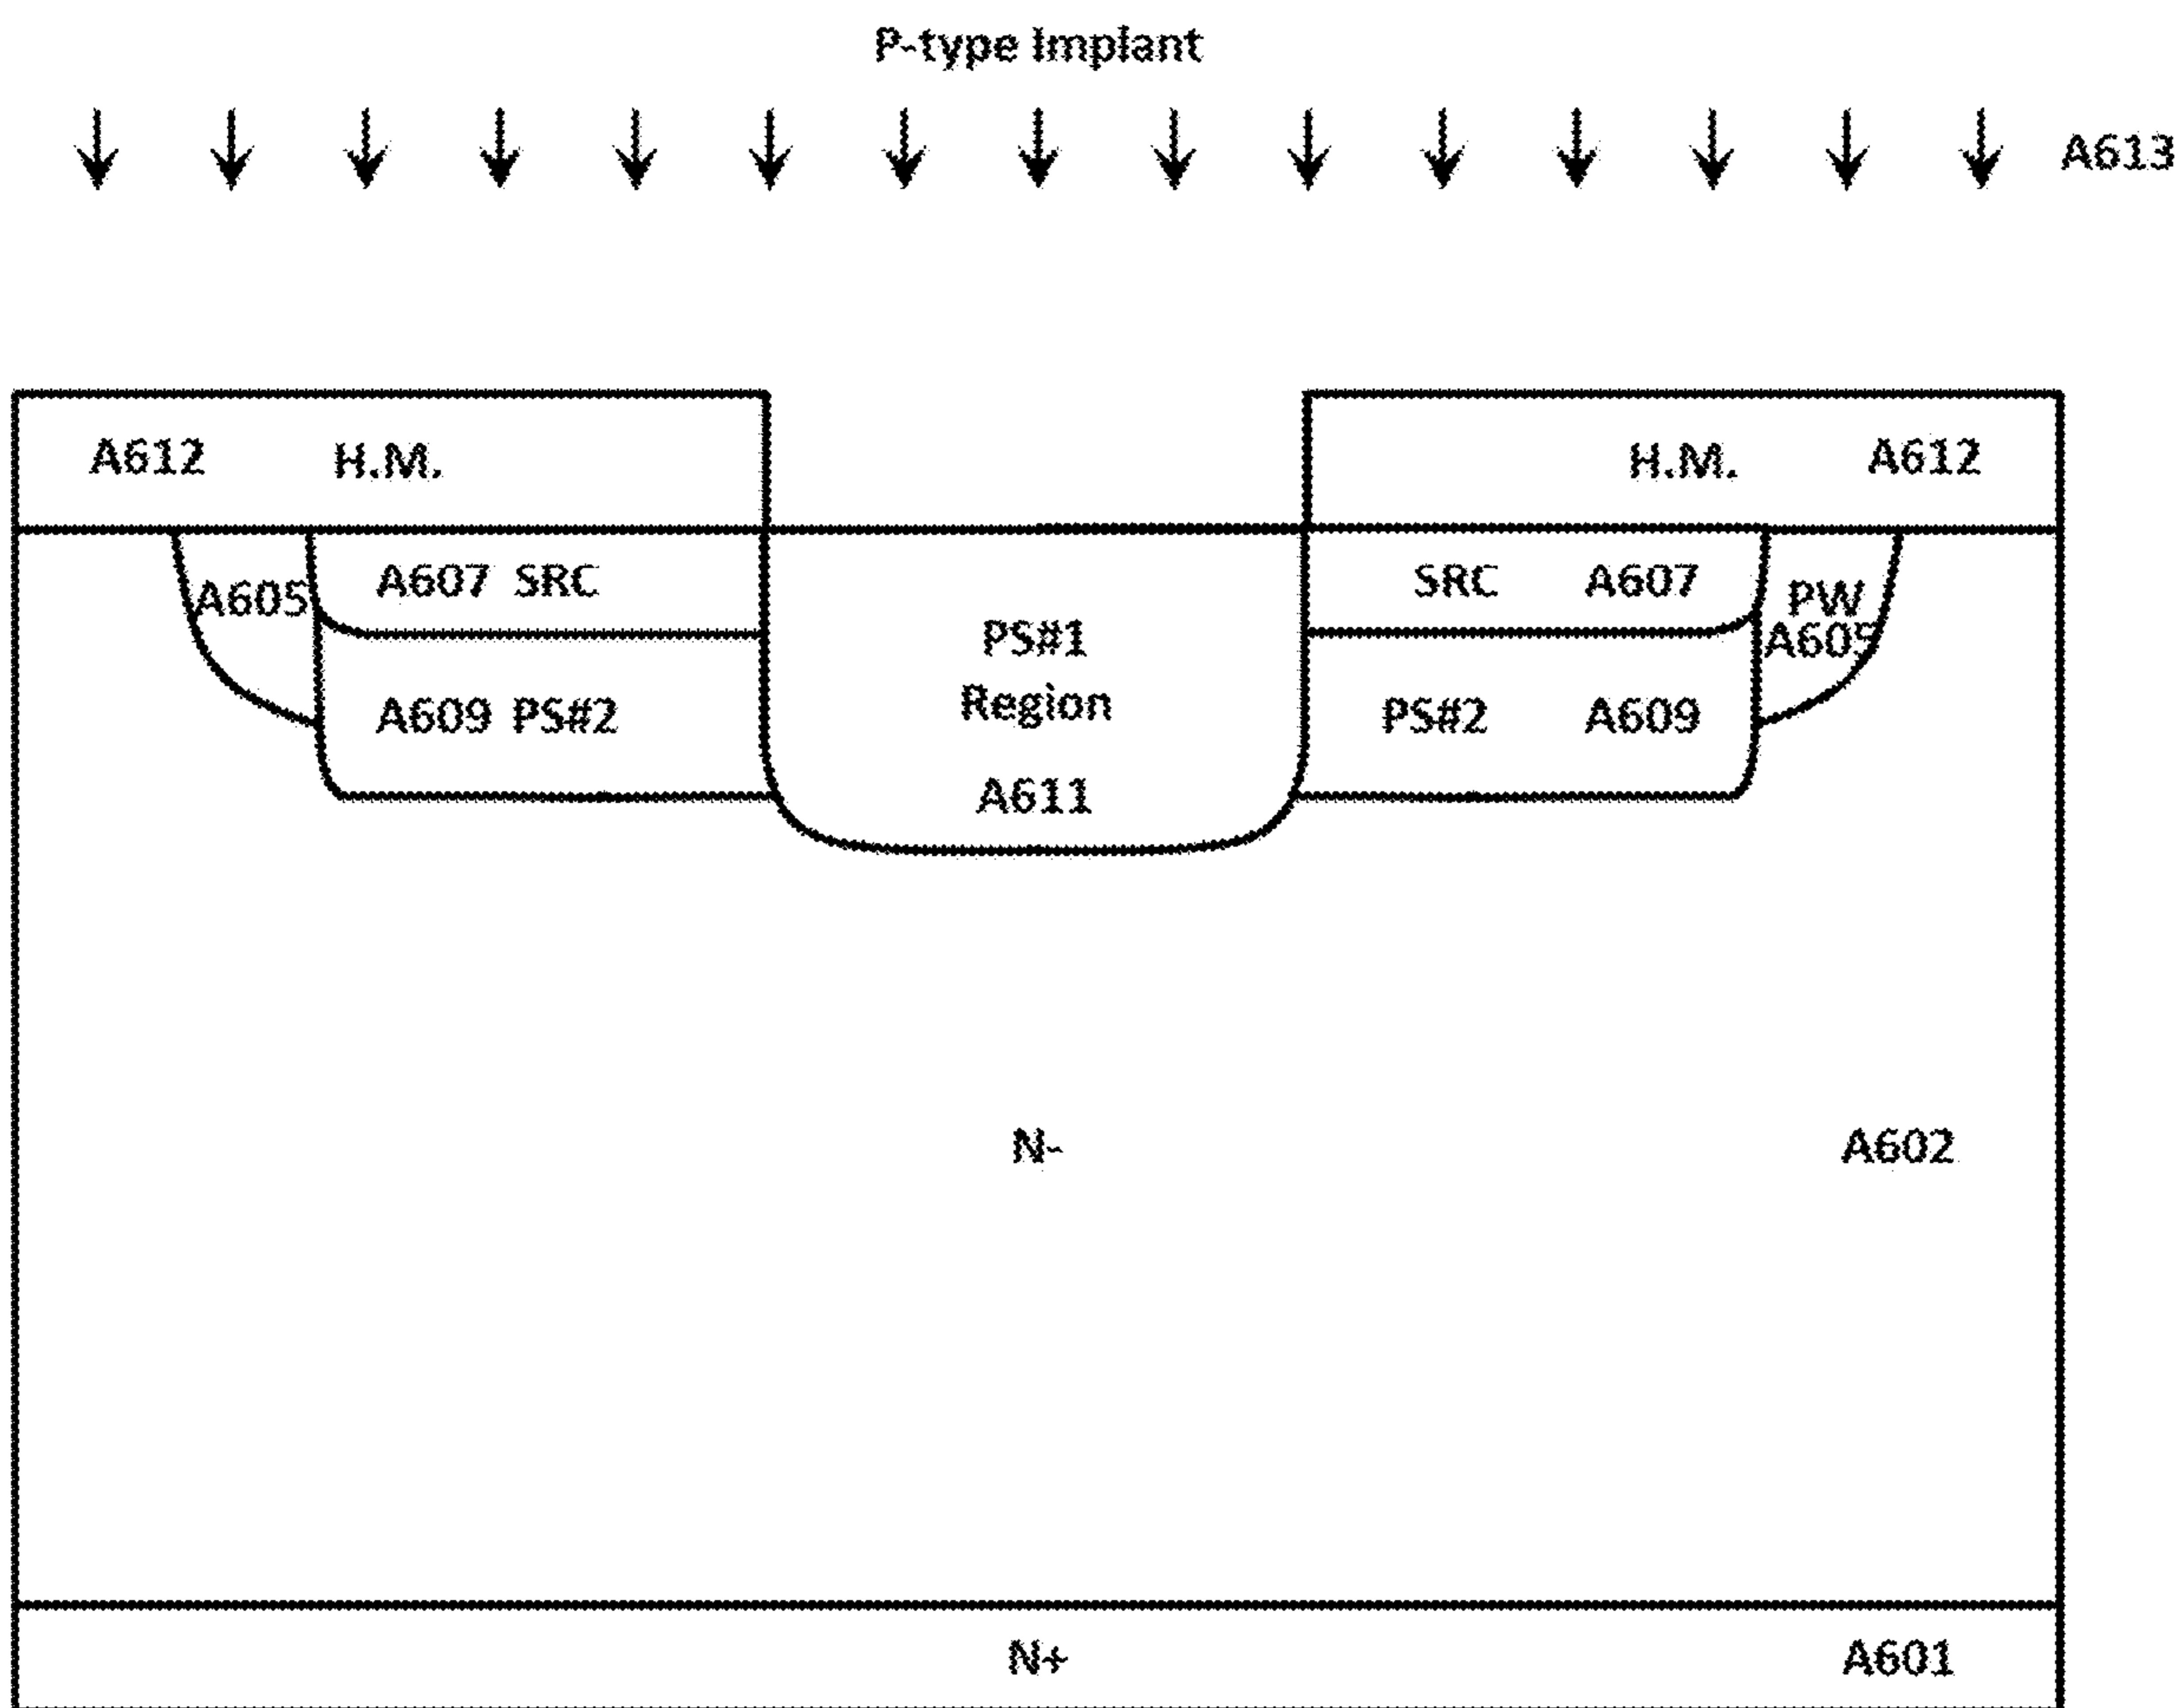 P-type Implant
A613
A612 H.M.
H.M. A612
A605
A607 SRC
SRC A607
PW
A605
PS#1
Region
A611
A609 PS#2
PS#2 A609
N-
A602
N+
A601